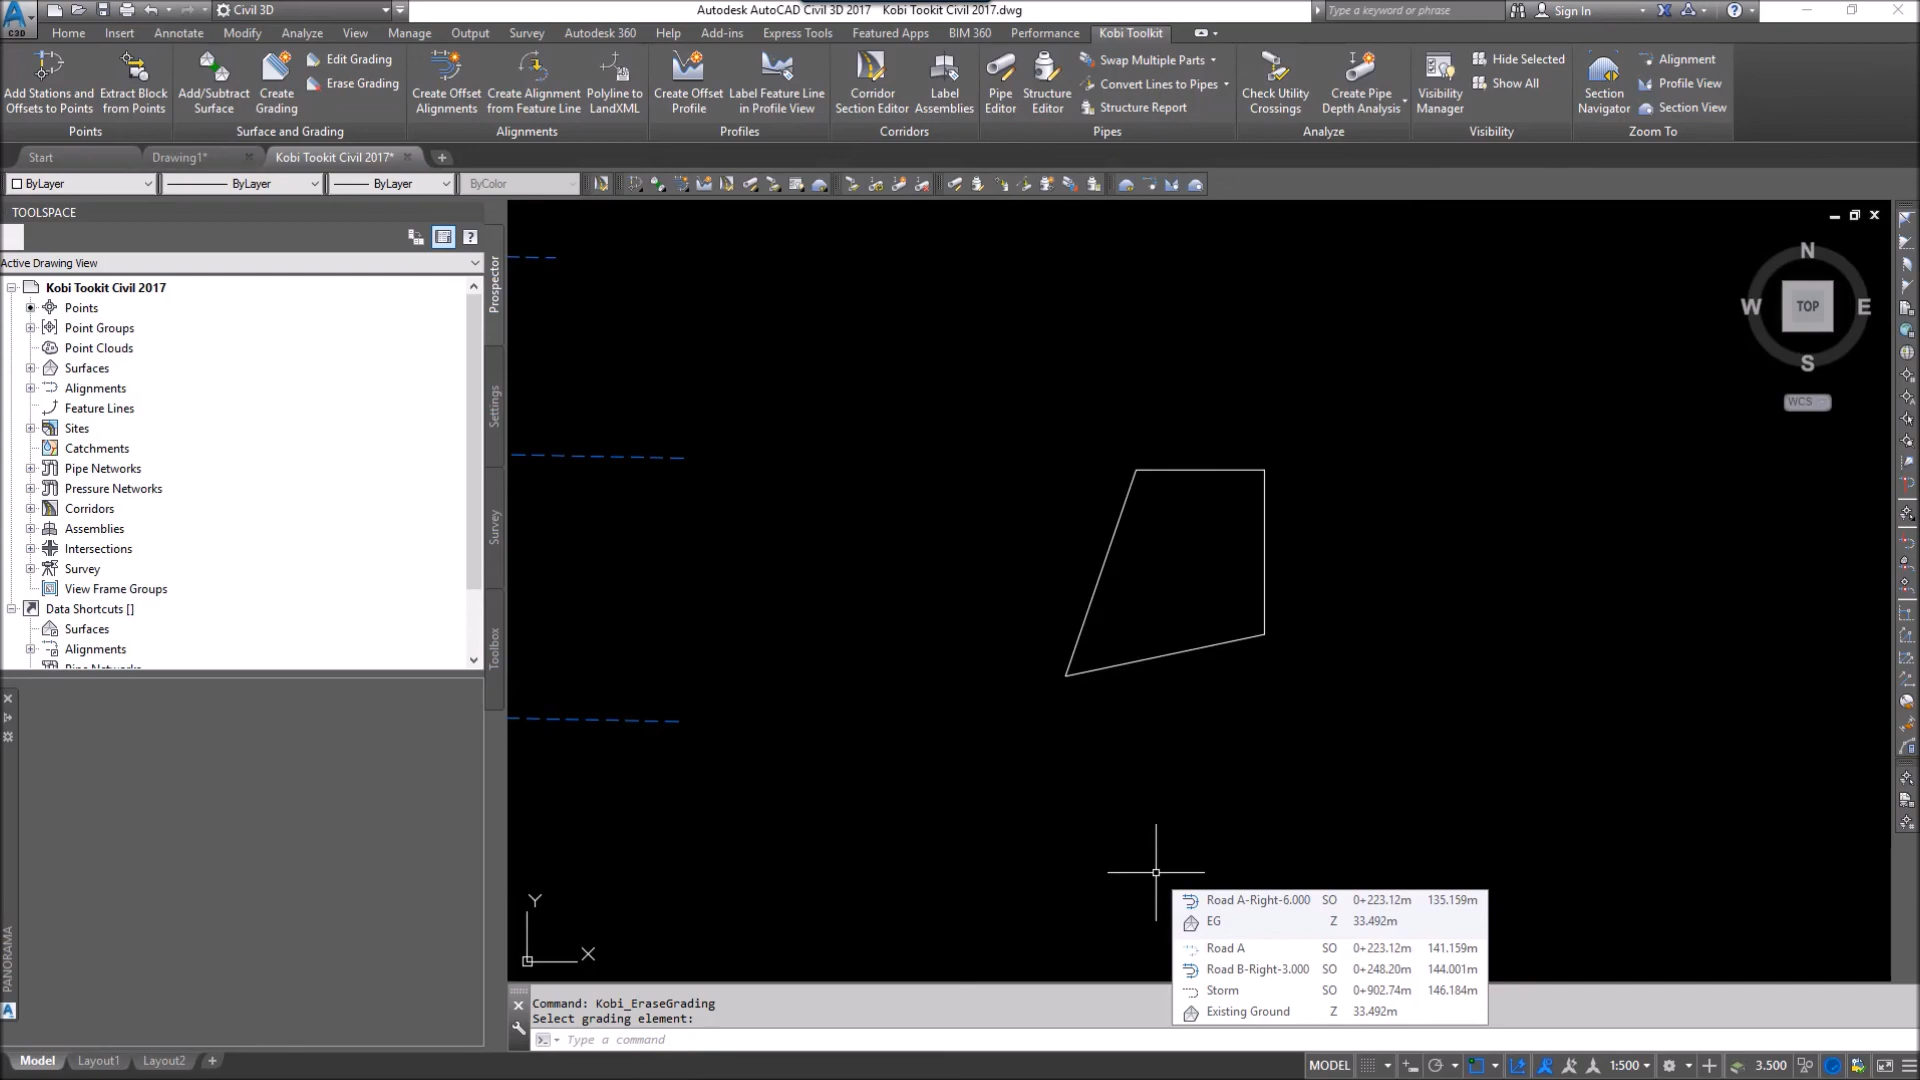 Civil 3D
Autodesk AutoCAD Civil 3D 2017 Kobi Tookit Civil 2017.dwg
Type a keyword or phrase
Sign In
C3D
Home Insert Annotate Modify Analyze View Manage Output Survey Autodesk 360 Help Add-ins Express Tools Featured Apps BIM 360 Performance Kobi Toolkit
Add Stations and Offsets to Points
Extract Block from Points
Points
Add/Subtract Surface
Create Grading
Edit Grading
Erase Grading
Surface and Grading
Create Offset Alignments
Create Alignment from Feature Line
Polyline to LandXML
Alignments
Create Offset Profile
Label Feature Line in Profile View
Profiles
Corridor Section Editor
Label Assemblies
Corridors
Pipe Editor
Structure Editor
Swap Multiple Parts
Convert Lines to Pipes
Structure Report
Pipes
Check Utility Crossings
Create Pipe Depth Analysis
Analyze
Visibility Manager
Hide Selected
Show All
Visibility
Section Navigator
Alignment
Profile View
Section View
Zoom To
Start Drawing1* Kobi Tookit Civil 2017*
ByLayer ByLayer ByLayer ByColor
TOOLSPACE
Active Drawing View
Kobi Tookit Civil 2017
Points
Point Groups
Point Clouds
Surfaces
Alignments
Feature Lines
Sites
Catchments
Pipe Networks
Pressure Networks
Corridors
Assemblies
Intersections
Survey
View Frame Groups
Data Shortcuts []
Surfaces
Alignments
Pipe Networks
Prospector
Settings
Survey
Toolbox
PANORAMA
N
W TOP E
S
WCS
Y
X
Road A-Right-6.000 SO 0+223.12m 135.159m
EG Z 33.492m
Road A SO 0+223.12m 141.159m
Road B-Right-3.000 SO 0+248.20m 144.001m
Storm SO 0+902.74m 146.184m
Existing Ground Z 33.492m
Command: Kobi_EraseGrading
Select grading element:
Type a command
Model Layout1 Layout2
MODEL 1:500 3.500